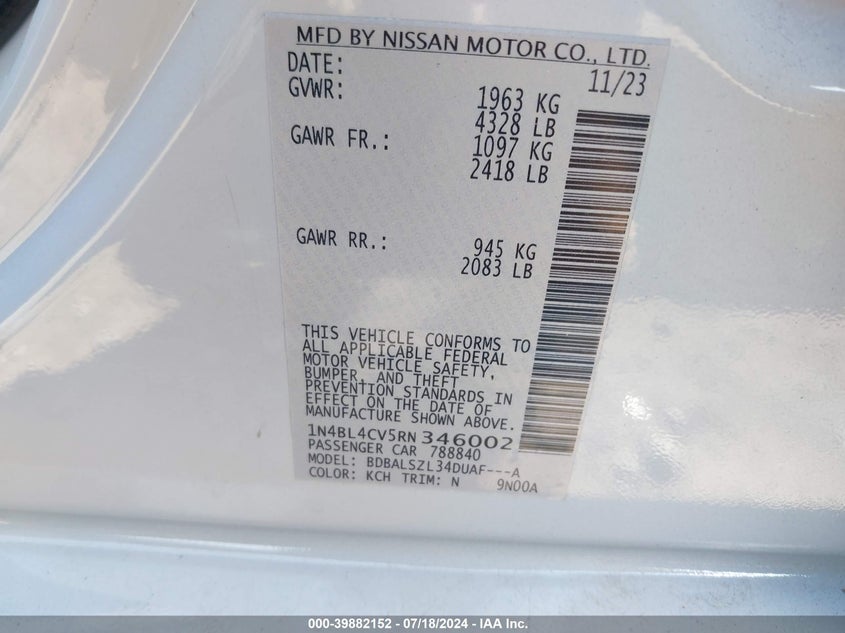 MFD BY NISSAN MOTOR CO., LTD.
DATE: 11/23
GVWR: 1963 KG
4328 LB
GAWR FR.: 1097 KG
2418 LB
GAWR RR.: 945 KG
2083 LB
THIS VEHICLE CONFORMS TO
ALL APPLICABLE FEDERAL
MOTOR VEHICLE SAFETY,
BUMPER, AND THEFT
PREVENTION STANDARDS IN
EFFECT ON THE DATE OF
MANUFACTURE SHOWN ABOVE.
1N4BL4CV5RN346002
PASSENGER CAR 788840
MODEL: BDBALSZL34DUAF---A
COLOR: KCH TRIM: N 9N00A
000-39882152 - 07/18/2024 - IAA Inc.